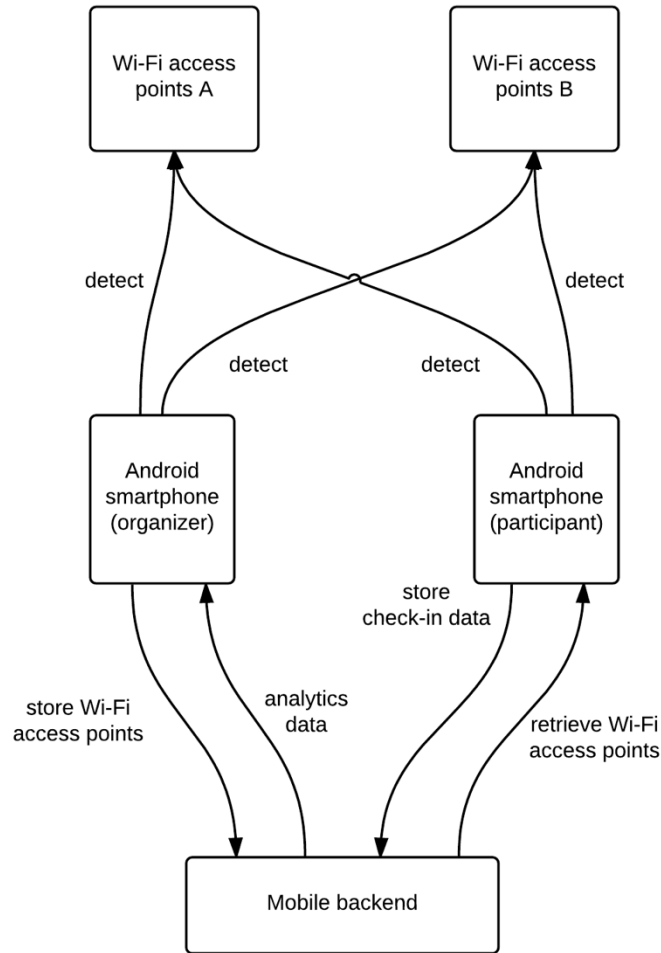 Wi-Fi access
points A
Wi-Fi access
points B
detect
detect
detect
detect
Android
smartphone
(organizer)
Android
smartphone
(participant)
store
check-in data
store Wi-Fi
access points
analytics
data
retrieve Wi-Fi
access points
Mobile backend